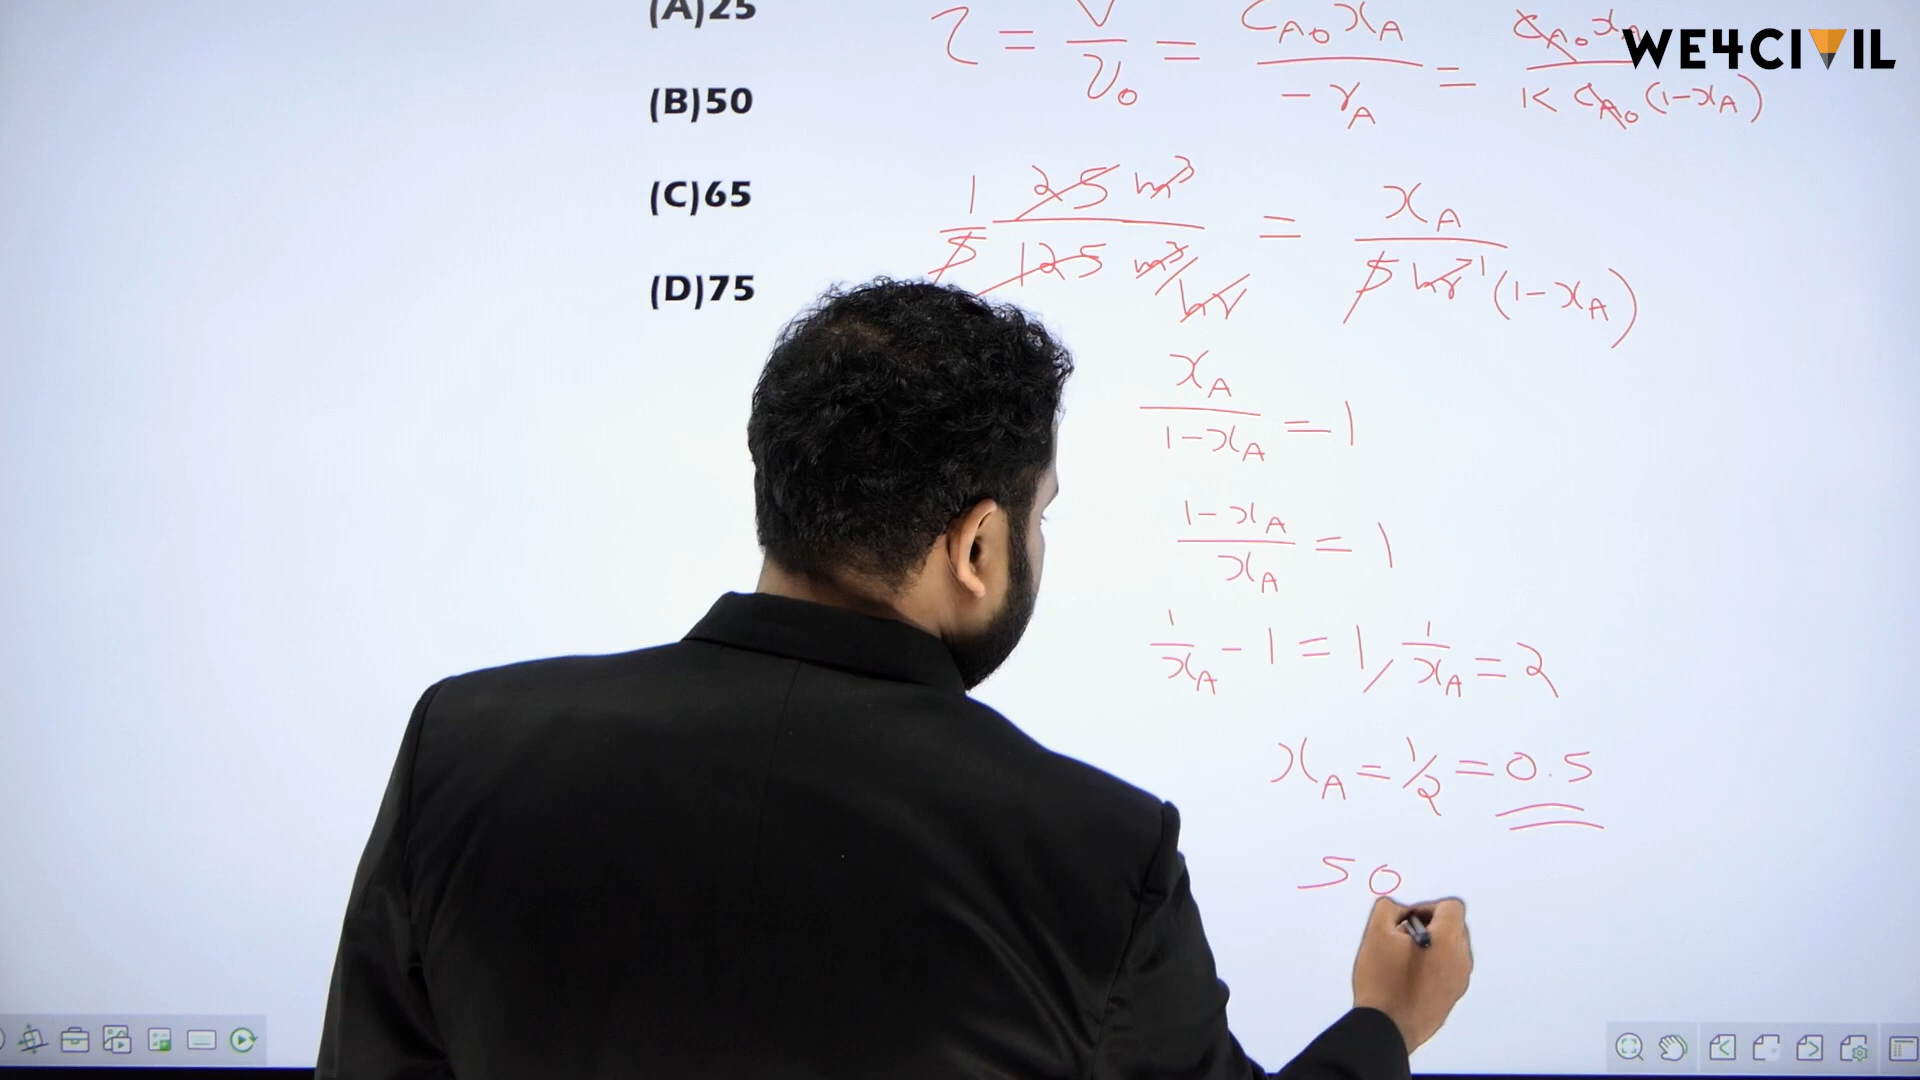 (A)25
τ = V / v₀ = C_A₀ x_A / -r_A = C_A₀ x_A / K C_A₀ (1-x_A)
WE4CIVIL
(B)50
(C)65
1/5 25 m³ / 125 m³/hr = x_A / 5 hr⁻¹ (1-x_A)
(D)75
x_A / 1-x_A = 1
1-x_A / x_A = 1
1/x_A - 1 = 1, 1/x_A = 2
x_A = 1/2 = 0.5
50